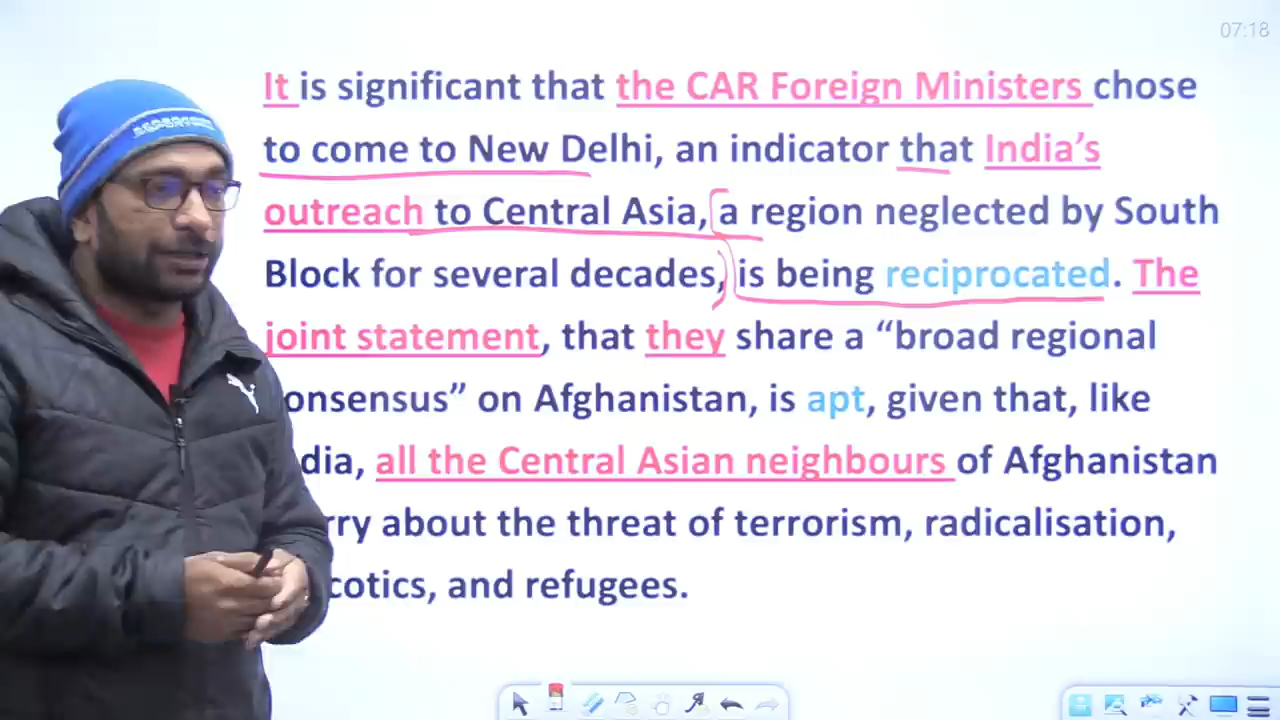 07:18
It is significant that the CAR Foreign Ministers chose
to come to New Delhi, an indicator that India’s
outreach to Central Asia, a region neglected by South
Block for several decades, is being reciprocated. The
joint statement, that they share a “broad regional
onsensus” on Afghanistan, is apt, given that, like
dia, all the Central Asian neighbours of Afghanistan
rry about the threat of terrorism, radicalisation,
cotics, and refugees.